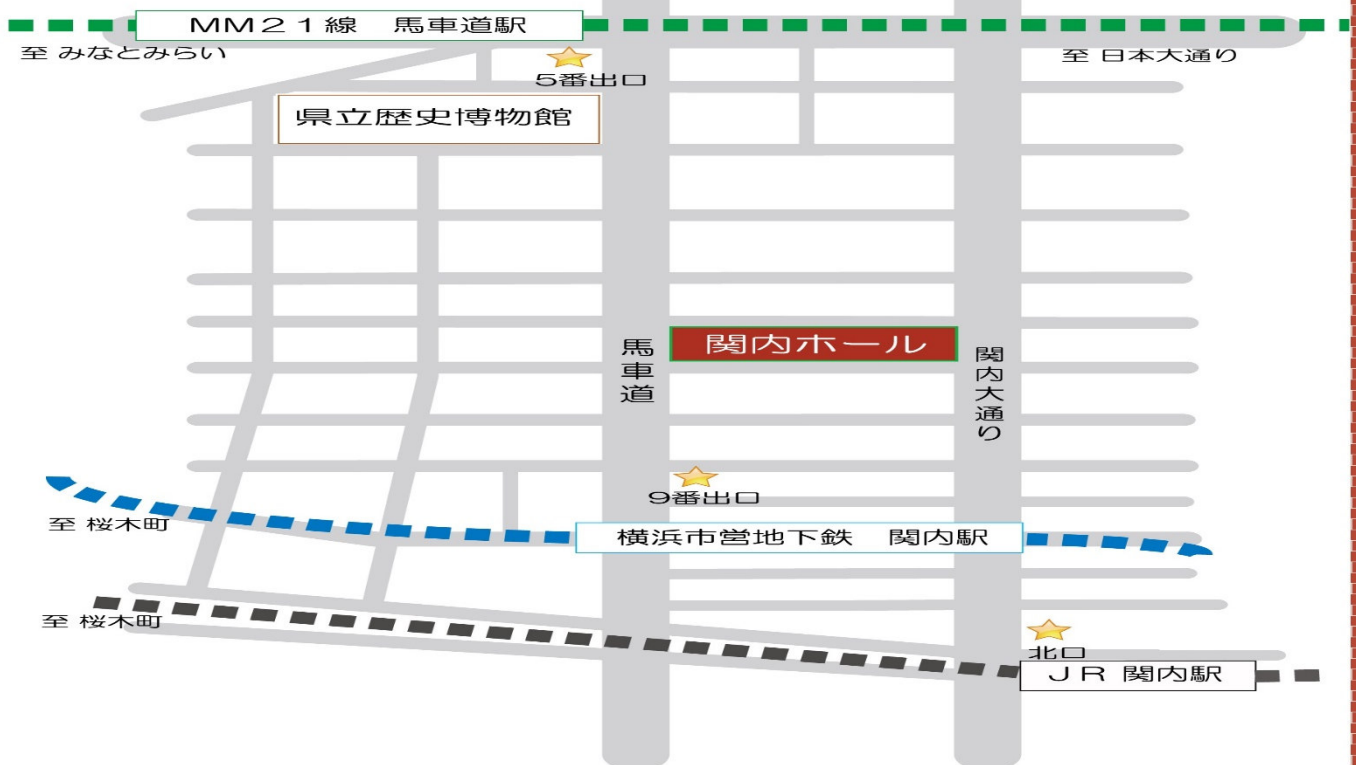 MM21線　馬車道駅
至 みなとみらい
至 日本大通り
5番出口
県立歴史博物館
関内ホール
馬車道
関内大通り
9番出口
至 桜木町
横浜市営地下鉄　関内駅
至 桜木町
北口
JR 関内駅